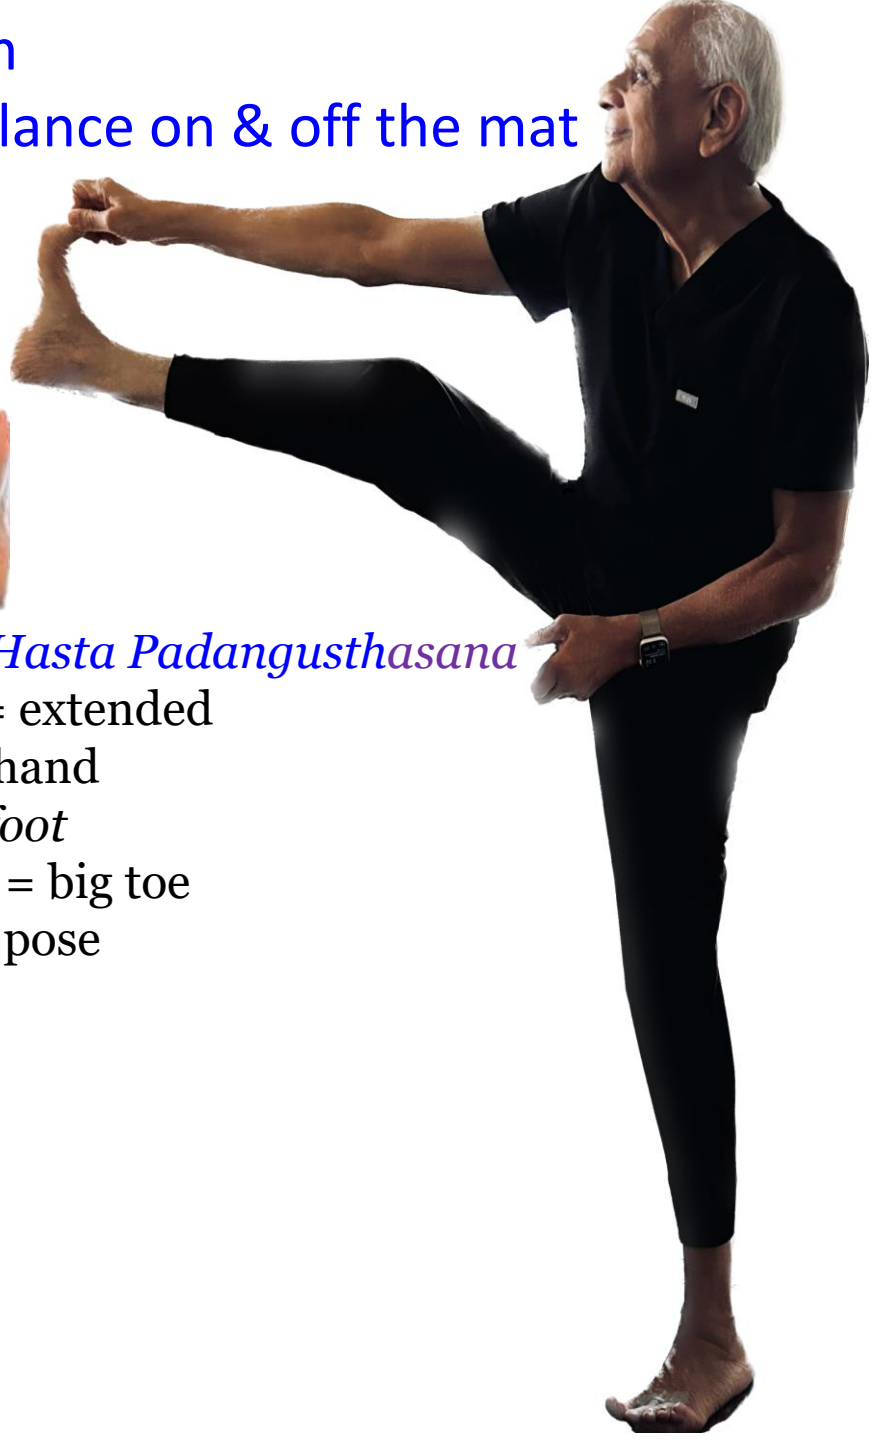 lance on & off the mat
Hasta Padangusthasana
= extended
hand
foot
= big toe
pose